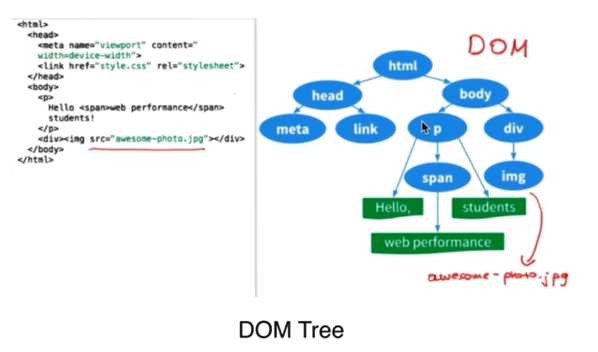 <html>
<head>
<meta name="viewport" content="
width=device-width">
<link href="style.css" rel="stylesheet">
</head>
<body>
<p>
Hello <span>web performance</span>
students!
</p>
<div><img src="awesome-photo.jpg"></div>
</body>
</html>
DOM
html
head
body
meta
link
p
div
span
img
Hello,
students
web performance
awesome-photo.jpg
DOM Tree